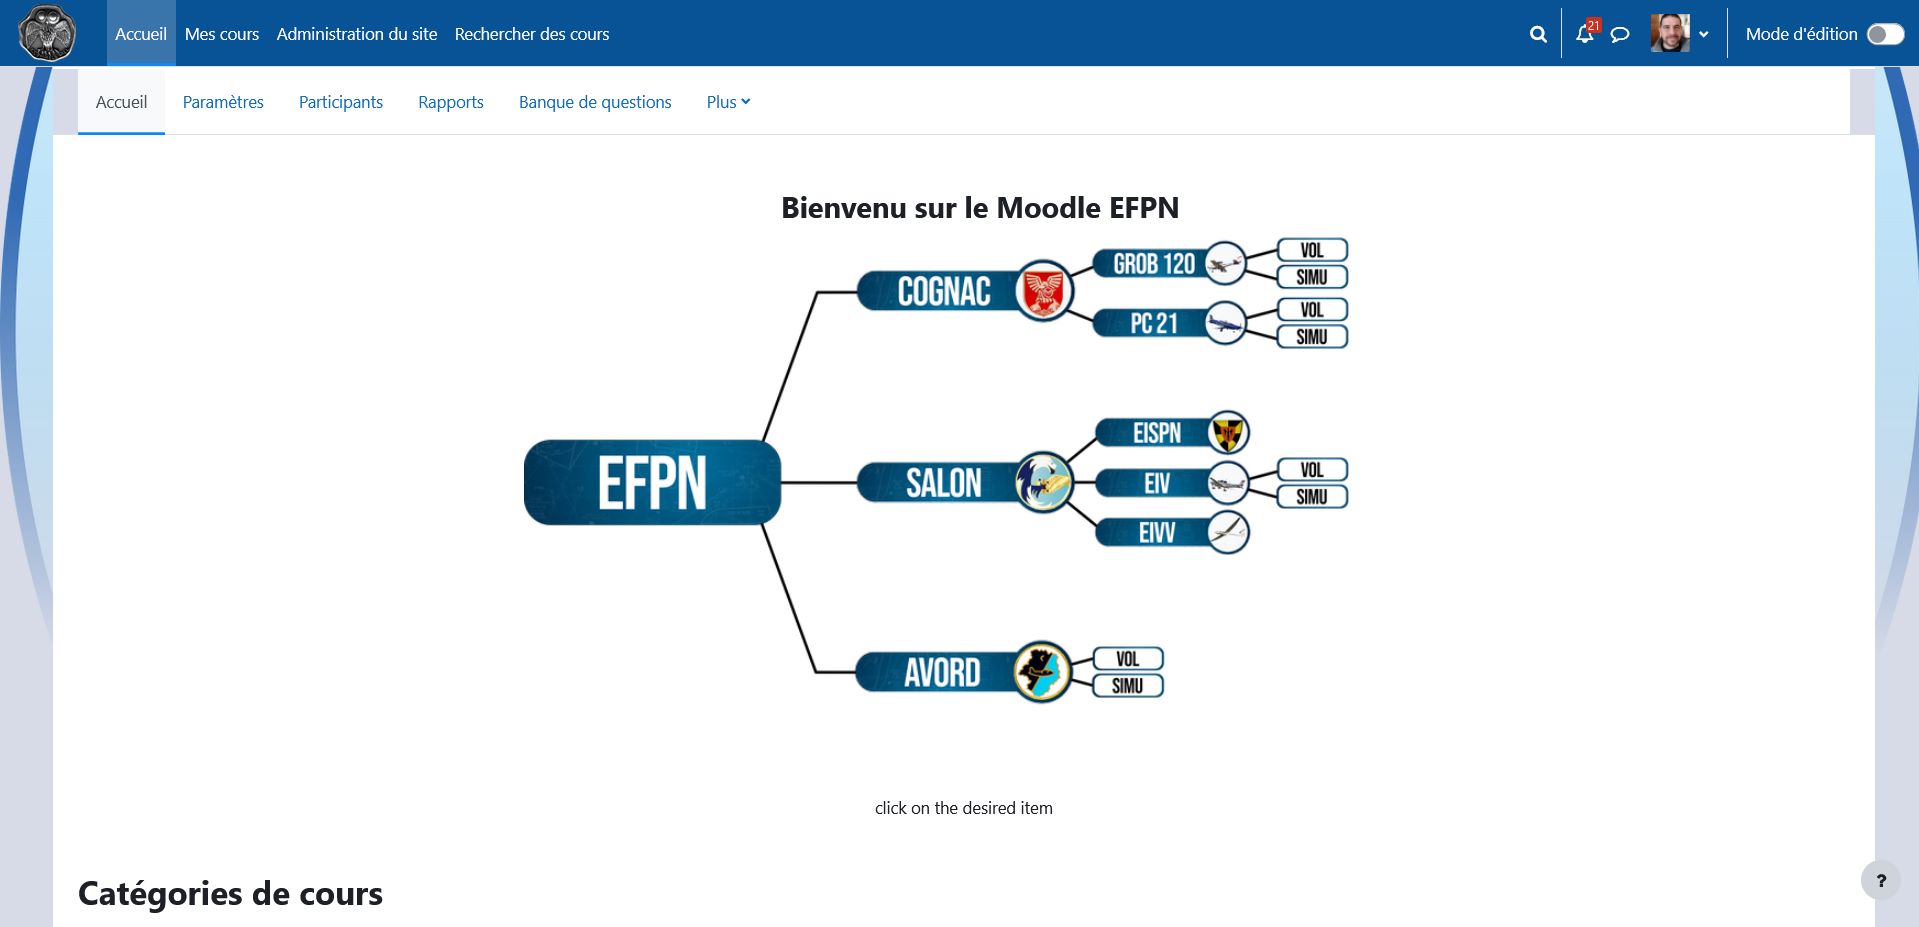 Accueil Mes cours Administration du site Rechercher des cours 21 Mode d'édition
Accueil Paramètres Participants Rapports Banque de questions Plus
Bienvenu sur le Moodle EFPN
EFPN
COGNAC
GROB 120
VOL
SIMU
PC 21
VOL
SIMU
SALON
EISPN
EIV
VOL
SIMU
EIVV
AVORD
VOL
SIMU
click on the desired item
Catégories de cours
?